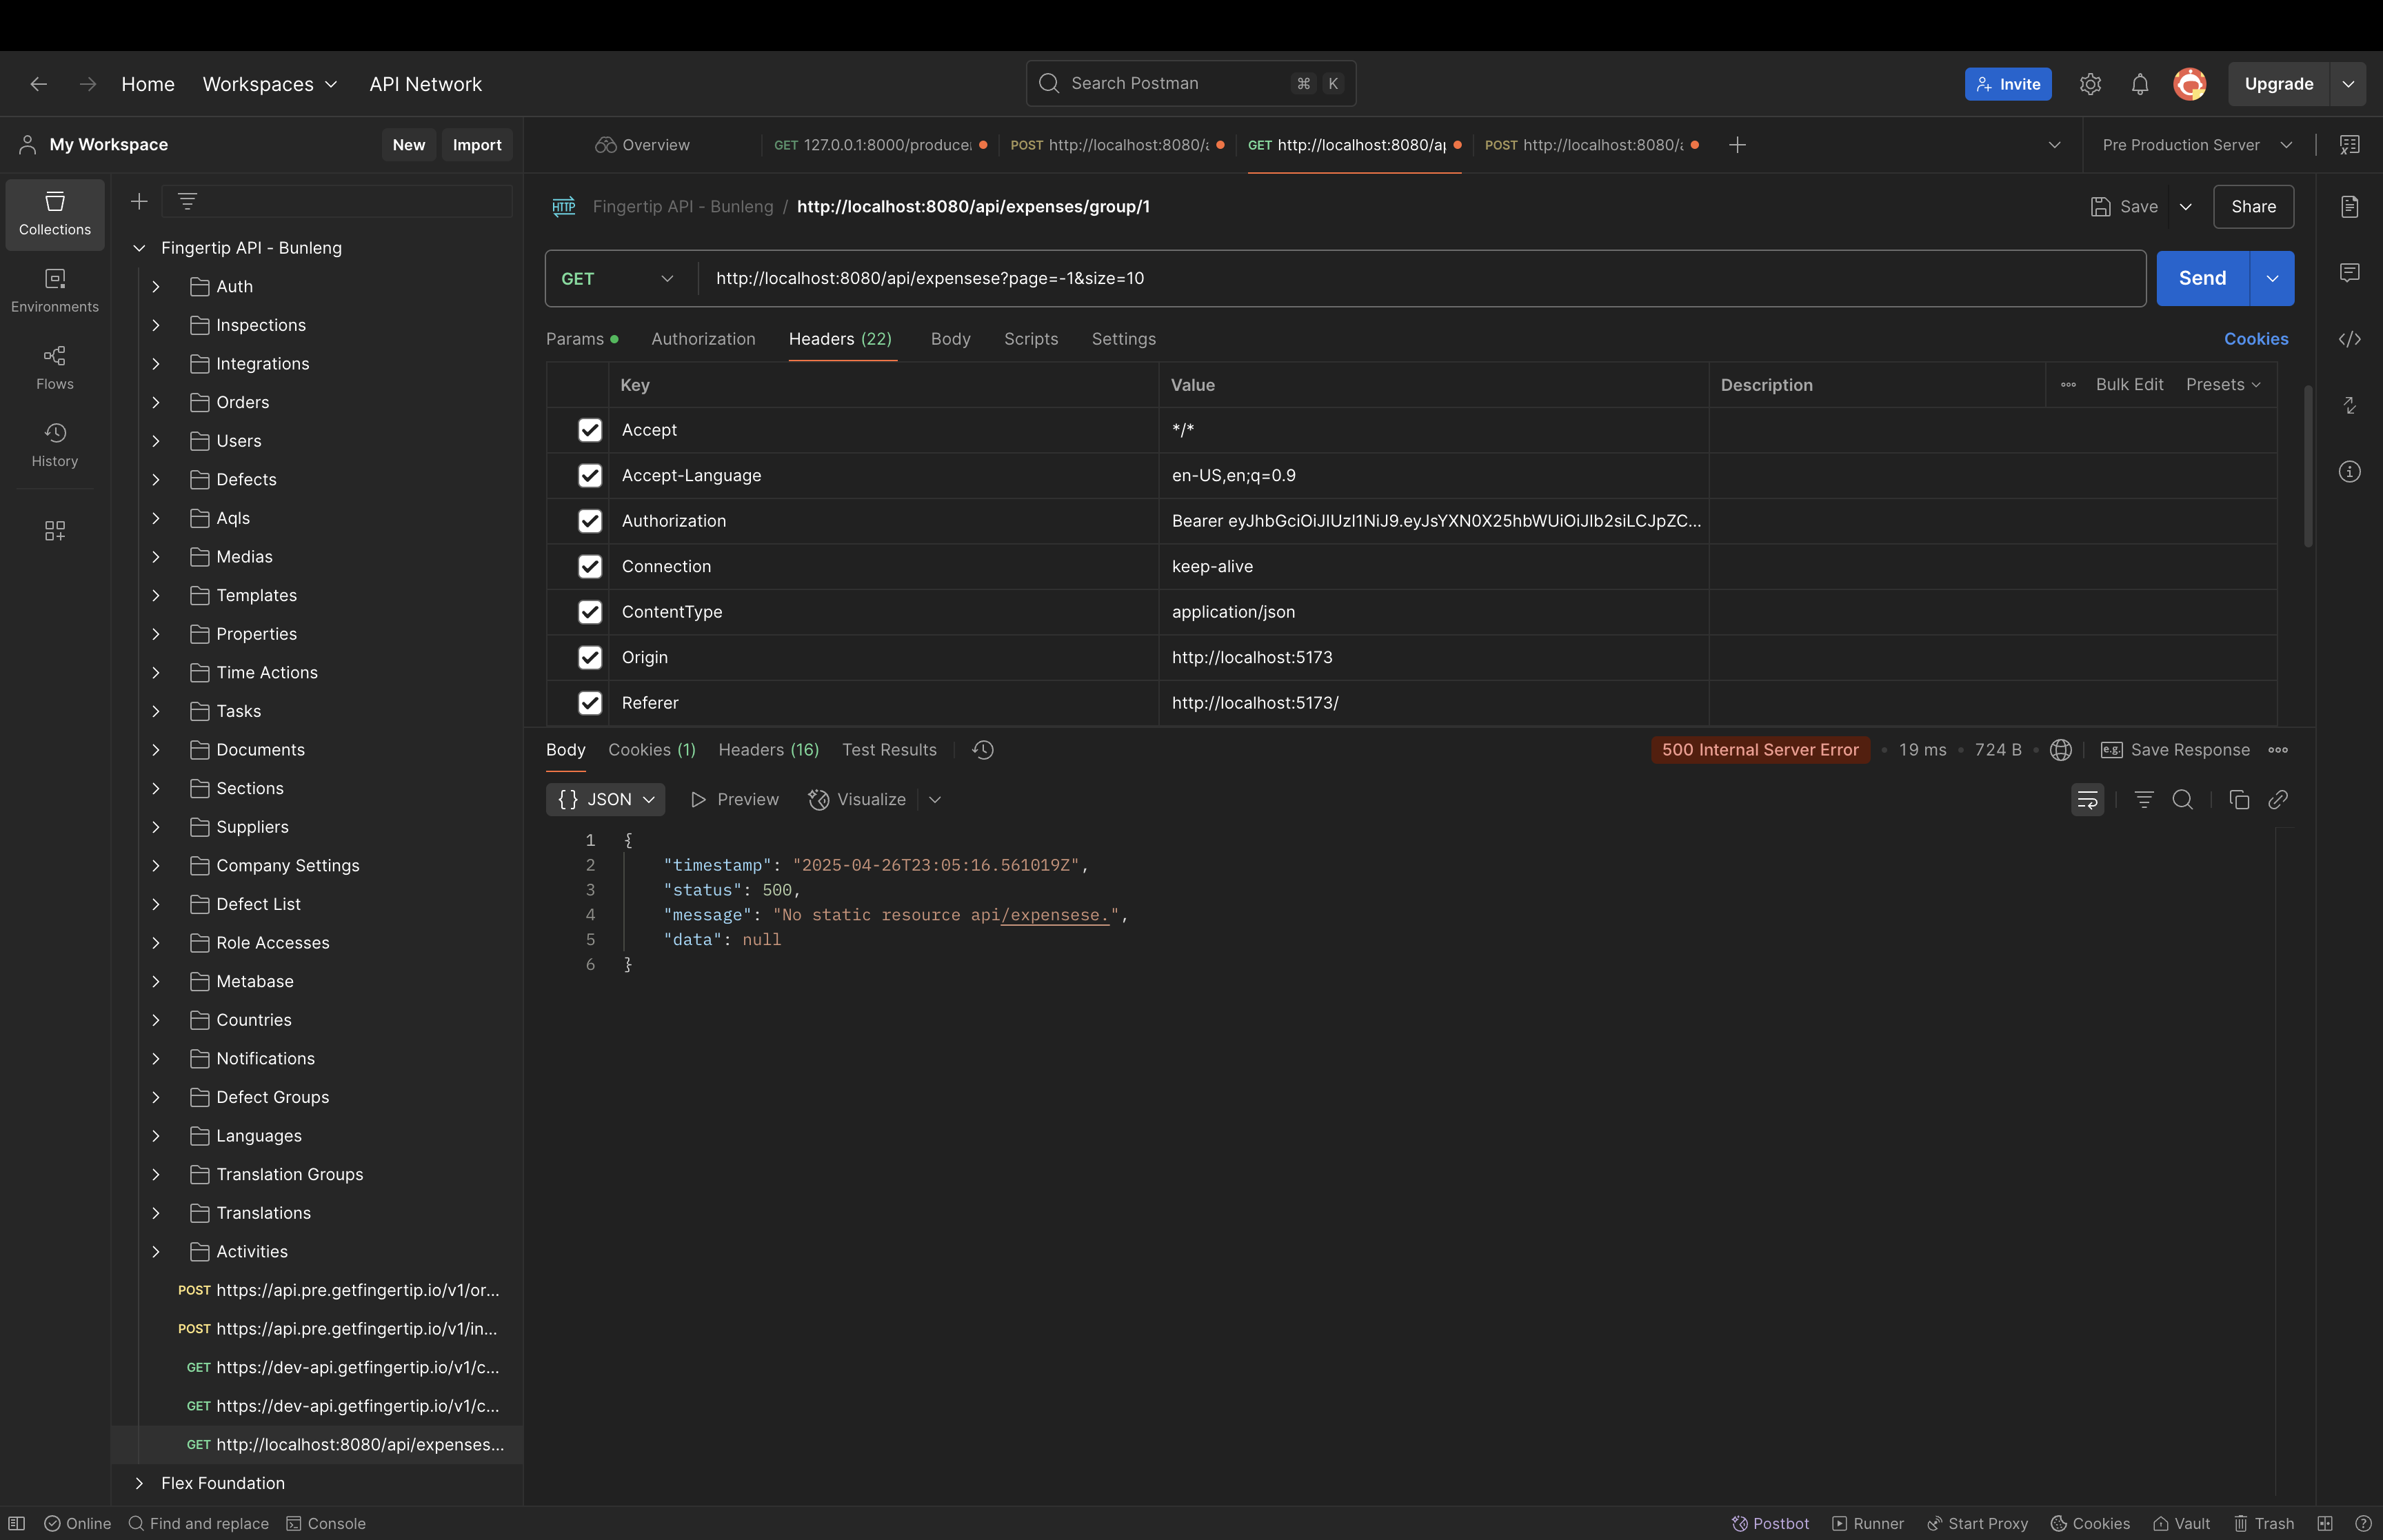 Home
Workspaces
API Network
Search Postman
⌘ K
Invite
Upgrade
My Workspace
New
Import
Overview
GET 127.0.0.1:8000/produce
POST http://localhost:8080/
GET http://localhost:8080/a
POST http://localhost:8080/
Pre Production Server
Collections
Environments
Flows
History
Fingertip API - Bunleng
Auth
Inspections
Integrations
Orders
Users
Defects
Aqls
Medias
Templates
Properties
Time Actions
Tasks
Documents
Sections
Suppliers
Company Settings
Defect List
Role Accesses
Metabase
Countries
Notifications
Defect Groups
Languages
Translation Groups
Translations
Activities
POST https://api.pre.getfingertip.io/v1/or...
POST https://api.pre.getfingertip.io/v1/in...
GET https://dev-api.getfingertip.io/v1/c...
GET https://dev-api.getfingertip.io/v1/c...
GET http://localhost:8080/api/expenses...
Flex Foundation
HTTP
Fingertip API - Bunleng / http://localhost:8080/api/expenses/group/1
Save
Share
GET
http://localhost:8080/api/expensese?page=-1&size=10
Send
Params
Authorization
Headers (22)
Body
Scripts
Settings
Cookies
Key Value Description
Bulk Edit
Presets
Accept */*
Accept-Language en-US,en;q=0.9
Authorization Bearer eyJhbGciOiJIUzI1NiJ9.eyJsYXN0X25hbWUiOiJIb2siLCJpZC...
Connection keep-alive
ContentType application/json
Origin http://localhost:5173
Referer http://localhost:5173/
Body
Cookies (1)
Headers (16)
Test Results
500 Internal Server Error
19 ms
724 B
e.g.
Save Response
{} JSON
Preview
Visualize
1 {
2 "timestamp": "2025-04-26T23:05:16.561019Z",
3 "status": 500,
4 "message": "No static resource api/expensese.",
5 "data": null
6 }
Online
Find and replace
Console
Postbot
Runner
Start Proxy
Cookies
Vault
Trash